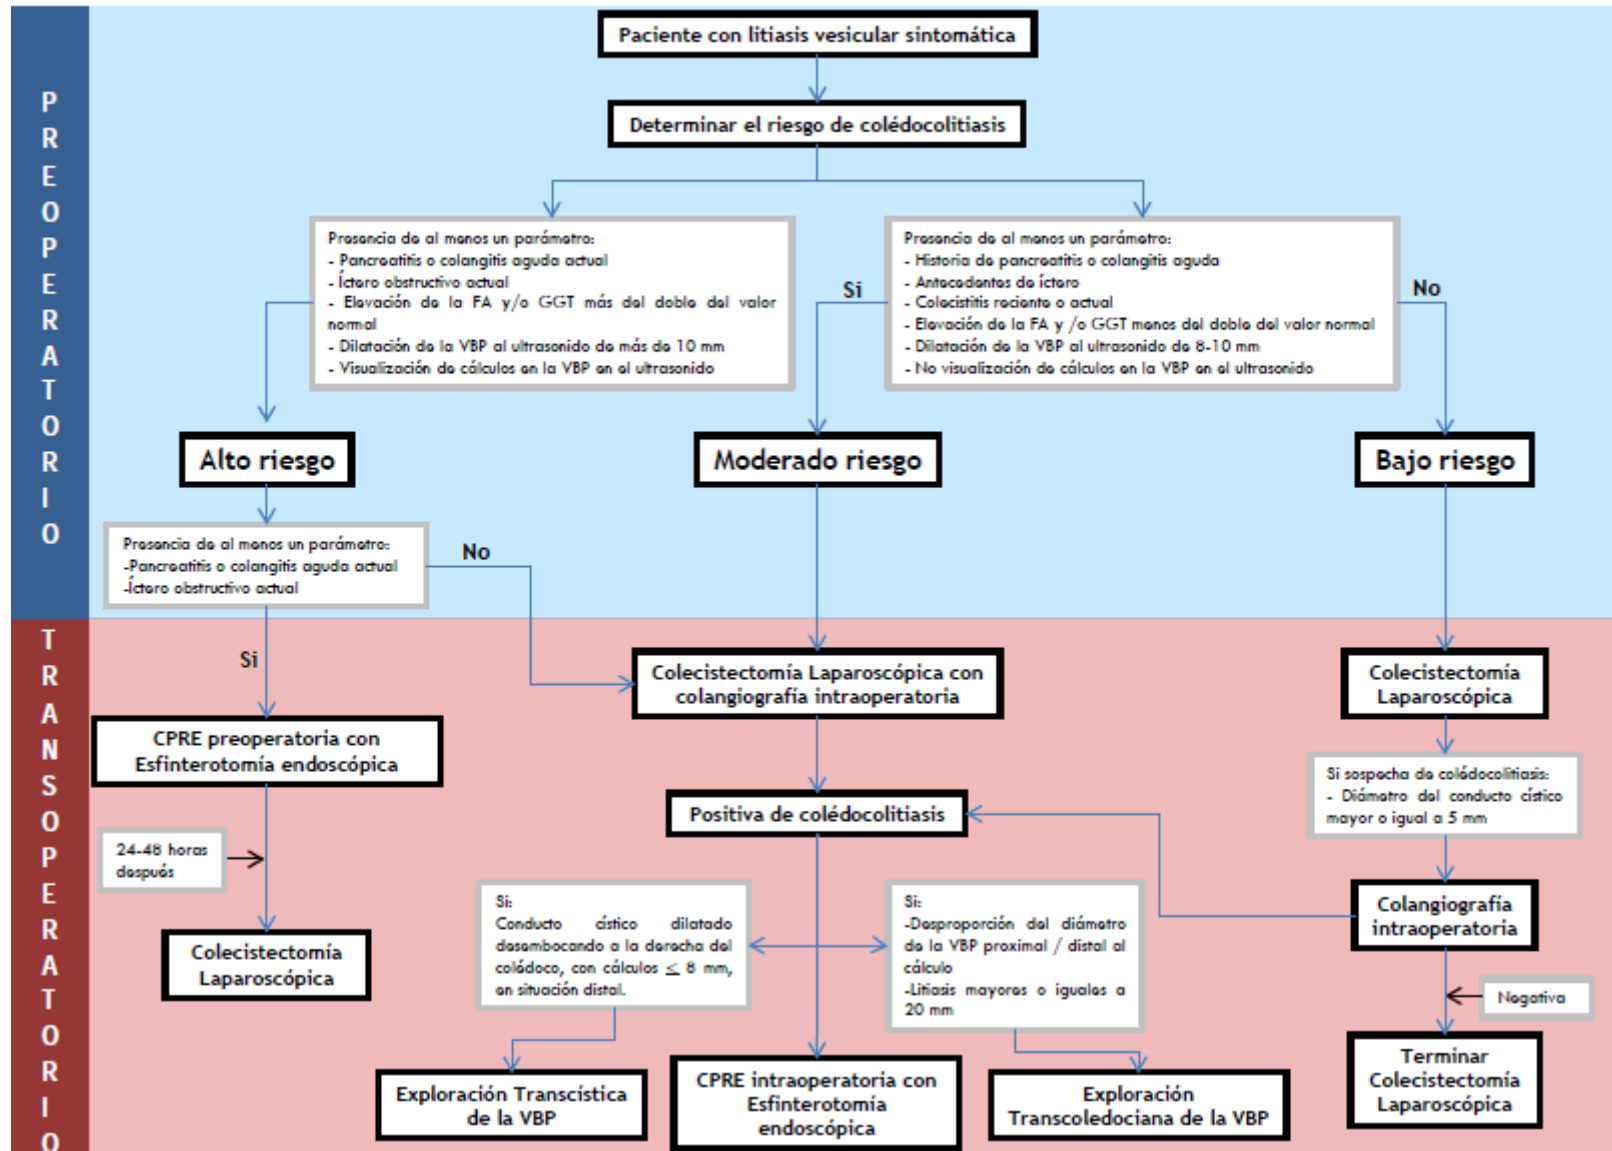 PREOPERATORIO
Paciente con litiasis vesicular sintomática
Determinar el riesgo de colédocolitiasis
Presencia de al menos un parámetro:
- Pancreatitis o colangitis aguda actual
- Íctero obstructivo actual
- Elevación de la FA y/o GGT más del doble del valor
normal
- Dilatación de la VBP al ultrasonido de más de 10 mm
- Visualización de cálculos en la VBP en el ultrasonido
Presencia de al menos un parámetro:
- Historia de pancreatitis o colangitis aguda
- Antecedentes de íctero
- Colecistitis reciente o actual
- Elevación de la FA y /o GGT menos del doble del valor normal
- Dilatación de la VBP al ultrasonido de 8-10 mm
- No visualización de cálculos en la VBP en el ultrasonido
Si
No
Alto riesgo
Moderado riesgo
Bajo riesgo
Presencia de al menos un parámetro:
-Pancreatitis o colangitis aguda actual
-Íctero obstructivo actual
No
Si
TRANSOPERATORIO
CPRE preoperatoria con
Esfinterotomía endoscópica
24-48 horas
después
Colecistectomía
Laparoscópica
Colecistectomía Laparoscópica con
colangiografía intraoperatoria
Positiva de colédocolitiasis
Si:
Conducto cístico dilatado
desembocando a la derecha del
colédoco, con cálculos ≤ 8 mm,
en situación distal.
Si:
-Desproporción del diámetro
de la VBP proximal / distal al
cálculo
-Litiasis mayores o iguales a
20 mm
Exploración Transcística
de la VBP
CPRE intraoperatoria con
Esfinterotomía
endoscópica
Exploración
Transcoledociana de la VBP
Colecistectomía
Laparoscópica
Si sospecha de colédocolitiasis:
- Diámetro del conducto cístico
mayor o igual a 5 mm
Colangiografía
intraoperatoria
Negativa
Terminar
Colecistectomía
Laparoscópica